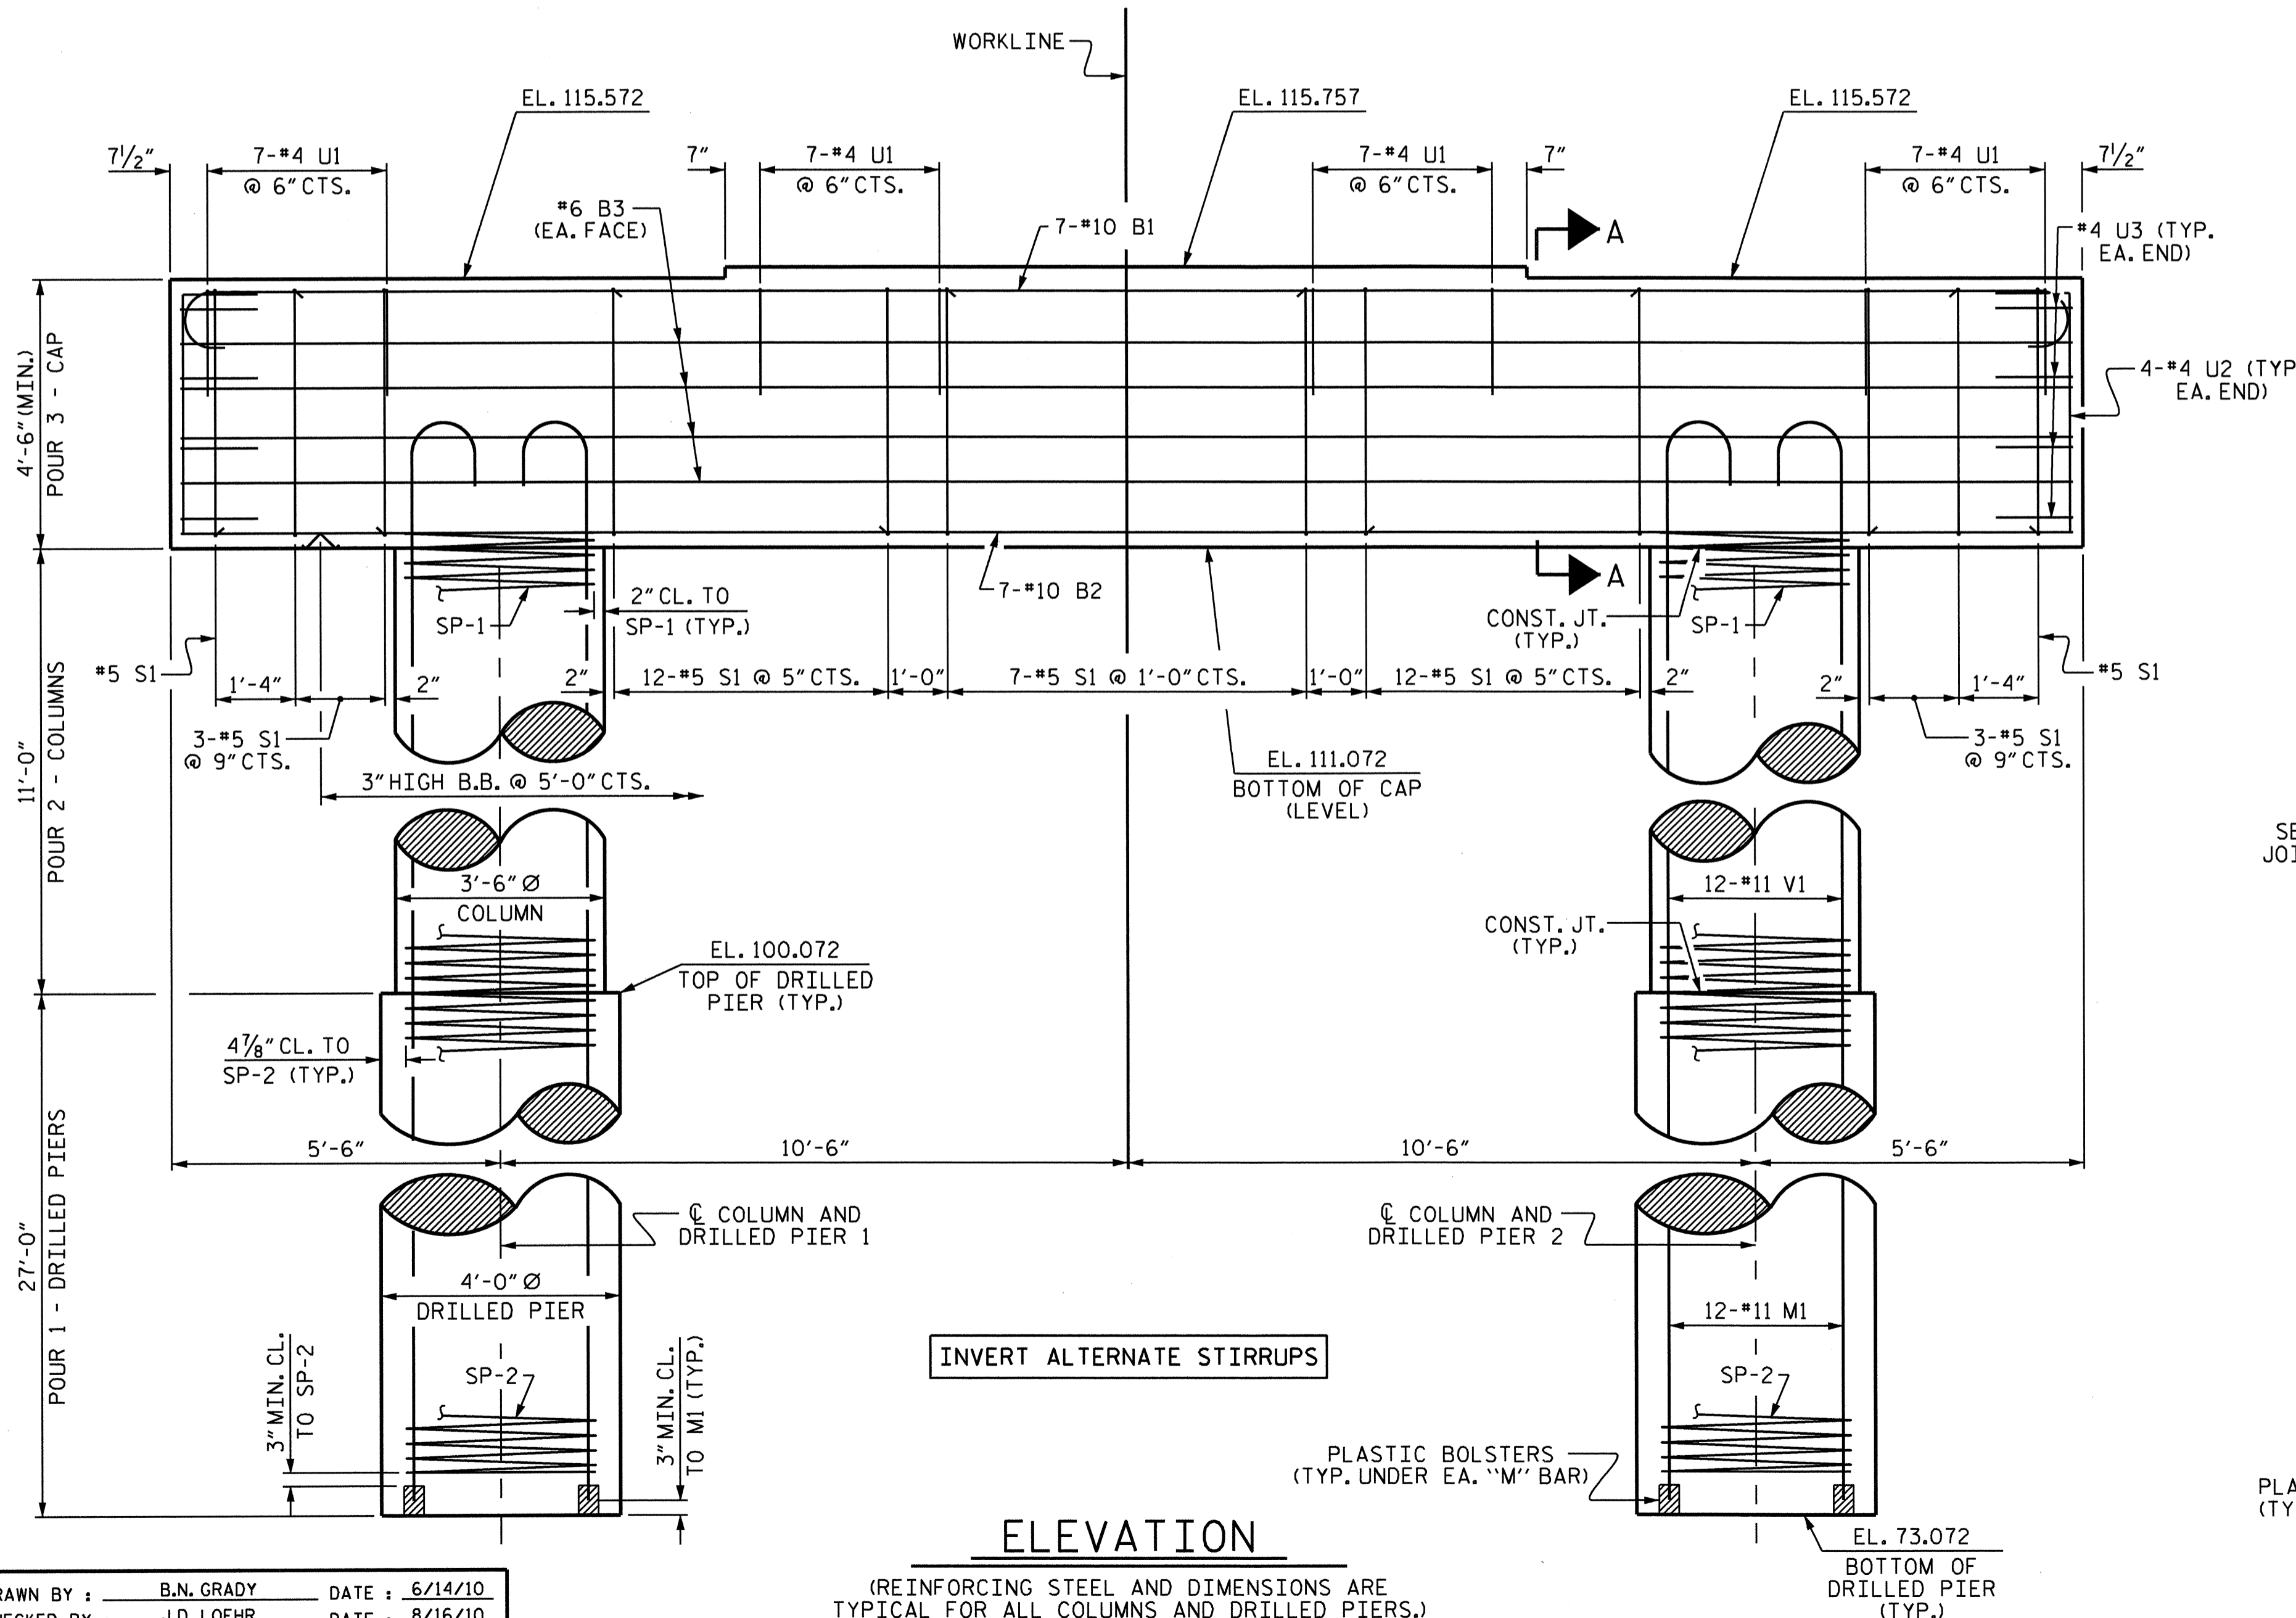 WORKLINE
EL. 115.572
EL. 115.757
EL. 115.572
7½"
7-#4 U1
@ 6" CTS.
7"
7-#4 U1
@ 6" CTS.
7-#4 U1
@ 6" CTS.
7"
7-#4 U1
@ 6" CTS.
7½"
#6 B3
(EA. FACE)
7-#10 B1
A
#4 U3 (TYP.
EA. END)
4-#4 U2 (TYP
EA. END)
4'-6" (MIN.)
POUR 3 - CAP
7-#10 B2
A
SP-1
2" CL. TO
SP-1 (TYP.)
CONST. JT.
(TYP.)
SP-1
#5 S1
1'-4"
2"
2"
12-#5 S1 @ 5" CTS.
1'-0"
7-#5 S1 @ 1'-0" CTS.
1'-0"
12-#5 S1 @ 5" CTS.
2"
2"
1'-4"
#5 S1
3-#5 S1
@ 9" CTS.
3-#5 S1
@ 9" CTS.
3" HIGH B.B. @ 5'-0" CTS.
EL. 111.072
BOTTOM OF CAP
(LEVEL)
11'-0"
POUR 2 - COLUMNS
SE
JOI
3'-6" Ø
COLUMN
12-#11 V1
CONST. JT.
(TYP.)
EL. 100.072
TOP OF DRILLED
PIER (TYP.)
4⅞" CL. TO
SP-2 (TYP.)
5'-6"
10'-6"
10'-6"
5'-6"
27'-0"
POUR 1 - DRILLED PIERS
℄ COLUMN AND
DRILLED PIER 1
℄ COLUMN AND
DRILLED PIER 2
4'-0" Ø
DRILLED PIER
12-#11 M1
3" MIN. CL.
TO SP-2
SP-2
3" MIN. CL.
TO M1 (TYP.)
INVERT ALTERNATE STIRRUPS
SP-2
PLASTIC BOLSTERS
(TYP. UNDER EA. "M" BAR)
PLA
(TY
ELEVATION
(REINFORCING STEEL AND DIMENSIONS ARE
TYPICAL FOR ALL COLUMNS AND DRILLED PIERS.)
EL. 73.072
BOTTOM OF
DRILLED PIER
(TYP.)
RAWN BY : B.N. GRADY DATE : 6/14/10
J.D. LOEHR DATE : 8/16/10